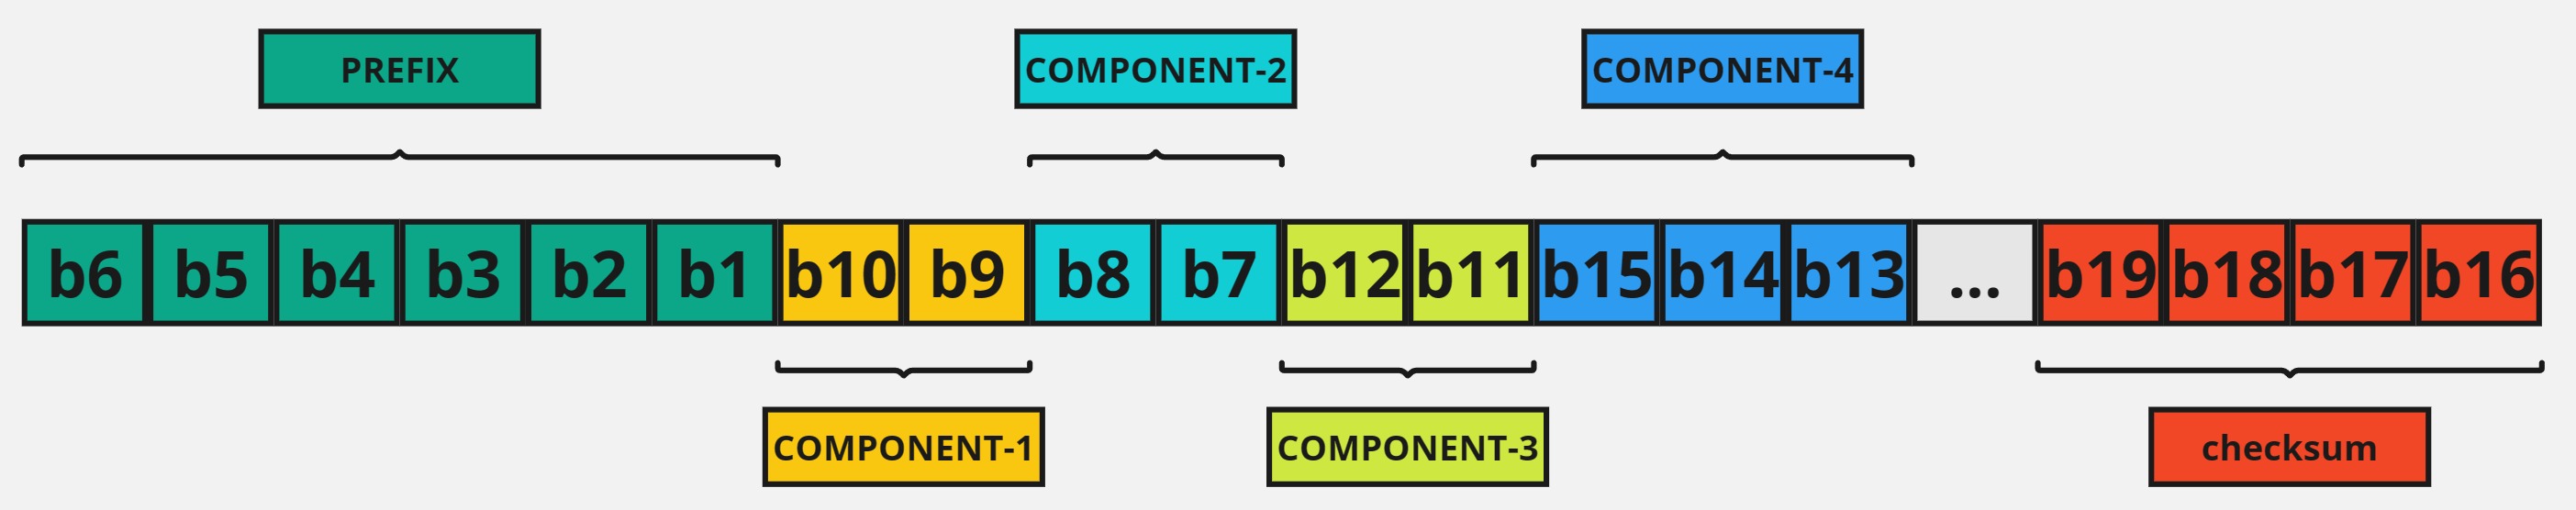 PREFIX COMPONENT-2 COMPONENT-4
b6 b5 b4 b3 b2 b1 b10 b9 b8 b7 b12 b11 b15 b14 b13 ... b19 b18 b17 b16
COMPONENT-1 COMPONENT-3 checksum